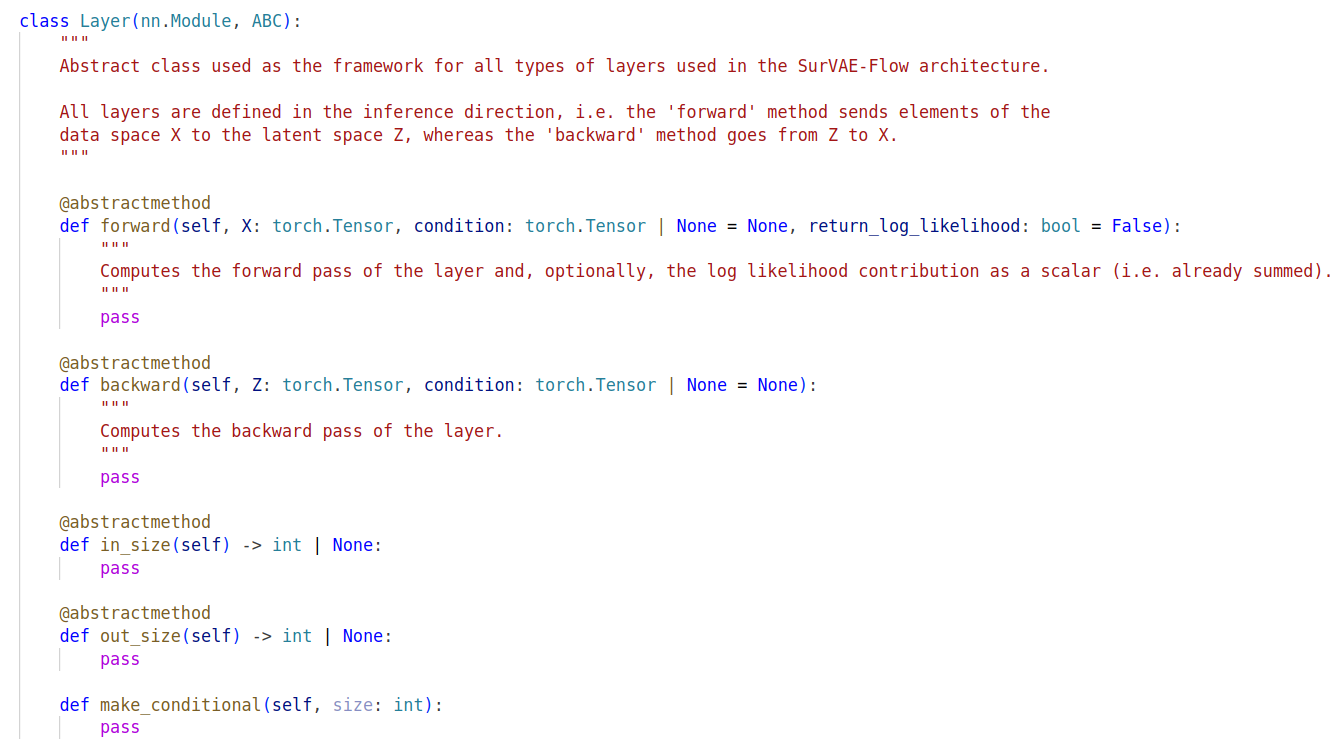 class Layer(nn.Module, ABC):
    """
    Abstract class used as the framework for all types of layers used in the SurVAE-Flow architecture.

    All layers are defined in the inference direction, i.e. the 'forward' method sends elements of the
    data space X to the latent space Z, whereas the 'backward' method goes from Z to X.
    """

    @abstractmethod
    def forward(self, X: torch.Tensor, condition: torch.Tensor | None = None, return_log_likelihood: bool = False):
        """
        Computes the forward pass of the layer and, optionally, the log likelihood contribution as a scalar (i.e. already summed).
        """
        pass

    @abstractmethod
    def backward(self, Z: torch.Tensor, condition: torch.Tensor | None = None):
        """
        Computes the backward pass of the layer.
        """
        pass

    @abstractmethod
    def in_size(self) -> int | None:
        pass

    @abstractmethod
    def out_size(self) -> int | None:
        pass

    def make_conditional(self, size: int):
        pass